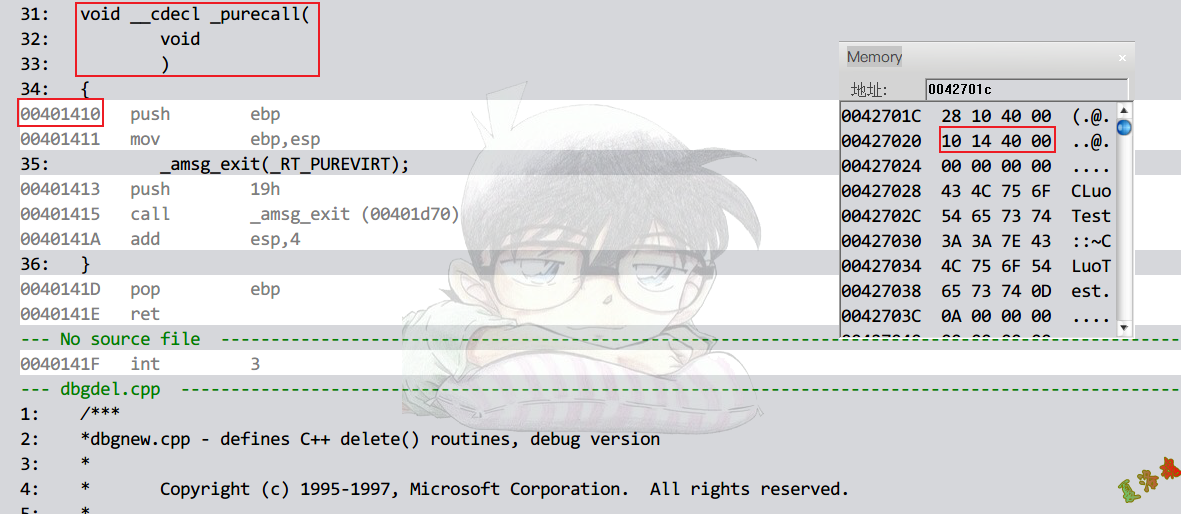 31:   void __cdecl _purecall(
32:           void
33:           )
34:   {
00401410   push        ebp
00401411   mov         ebp,esp
35:           _amsg_exit(_RT_PUREVIRT);
00401413   push        19h
00401415   call        _amsg_exit (00401d70)
0040141A   add         esp,4
36:   }
0040141D   pop         ebp
0040141E   ret
--- No source file
0040141F   int         3
--- dbgdel.cpp
1:    /***
2:    *dbgnew.cpp - defines C++ delete() routines, debug version
3:    *
4:    *       Copyright (c) 1995-1997, Microsoft Corporation.  All rights reserved.
5:    *
Memory
地址: 0042701c
0042701C  28 10 40 00  (.@.
00427020  10 14 40 00  ..@.
00427024  00 00 00 00  ....
00427028  43 4C 75 6F  CLuo
0042702C  54 65 73 74  Test
00427030  3A 3A 7E 43  ::~C
00427034  4C 75 6F 54  LuoT
00427038  65 73 74 0D  est.
0042703C  0A 00 00 00  ....